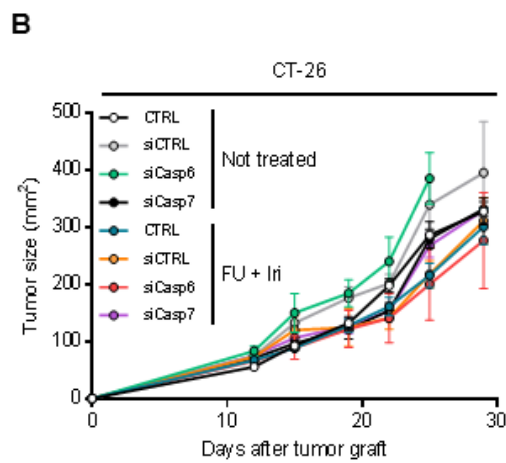 B
CT-26
Tumor size (mm²)
500
400
300
200
100
0
CTRL
siCTRL
siCasp6
siCasp7
Not treated
CTRL
siCTRL
siCasp6
siCasp7
FU + Iri
0
10
20
30
Days after tumor graft